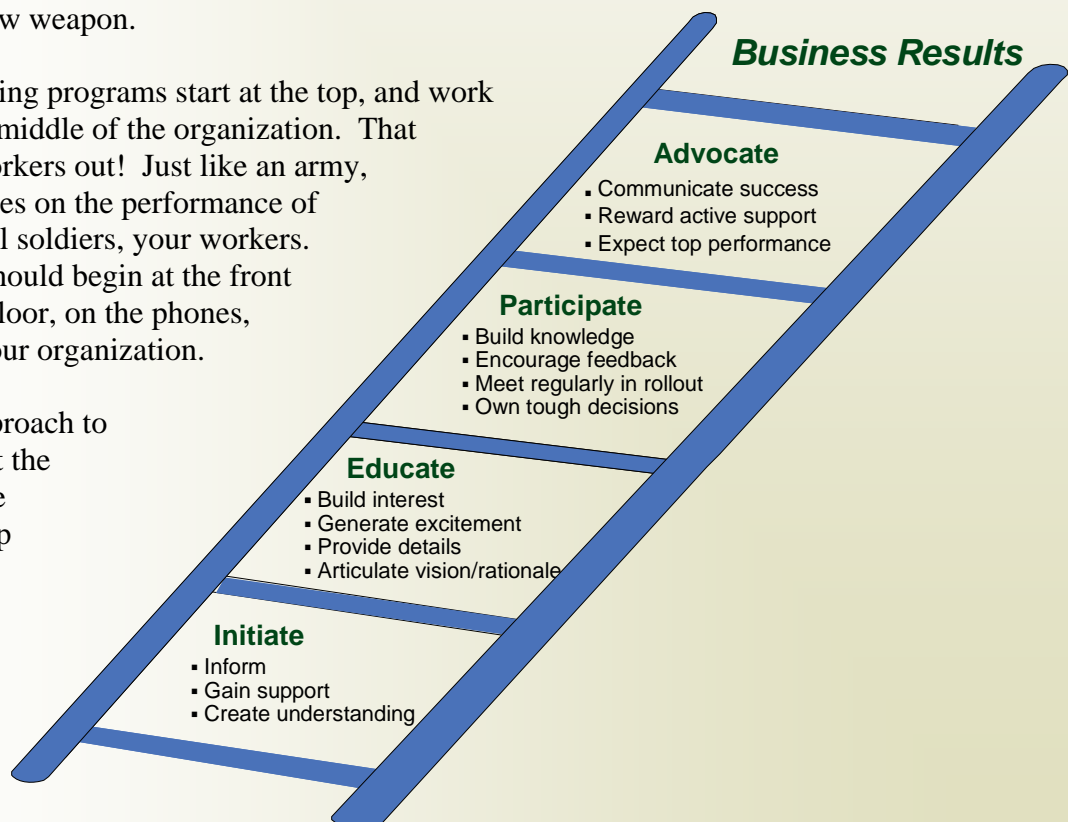 w weapon.
ing programs start at the top, and work
middle of the organization. That
orkers out! Just like an army,
es on the performance of
l soldiers, your workers.
hould begin at the front
loor, on the phones,
our organization.
proach to
t the
e
p
Business Results
Advocate
▪ Communicate success
▪ Reward active support
▪ Expect top performance
Participate
▪ Build knowledge
▪ Encourage feedback
▪ Meet regularly in rollout
▪ Own tough decisions
Educate
▪ Build interest
▪ Generate excitement
▪ Provide details
▪ Articulate vision/rationale
Initiate
▪ Inform
▪ Gain support
▪ Create understanding